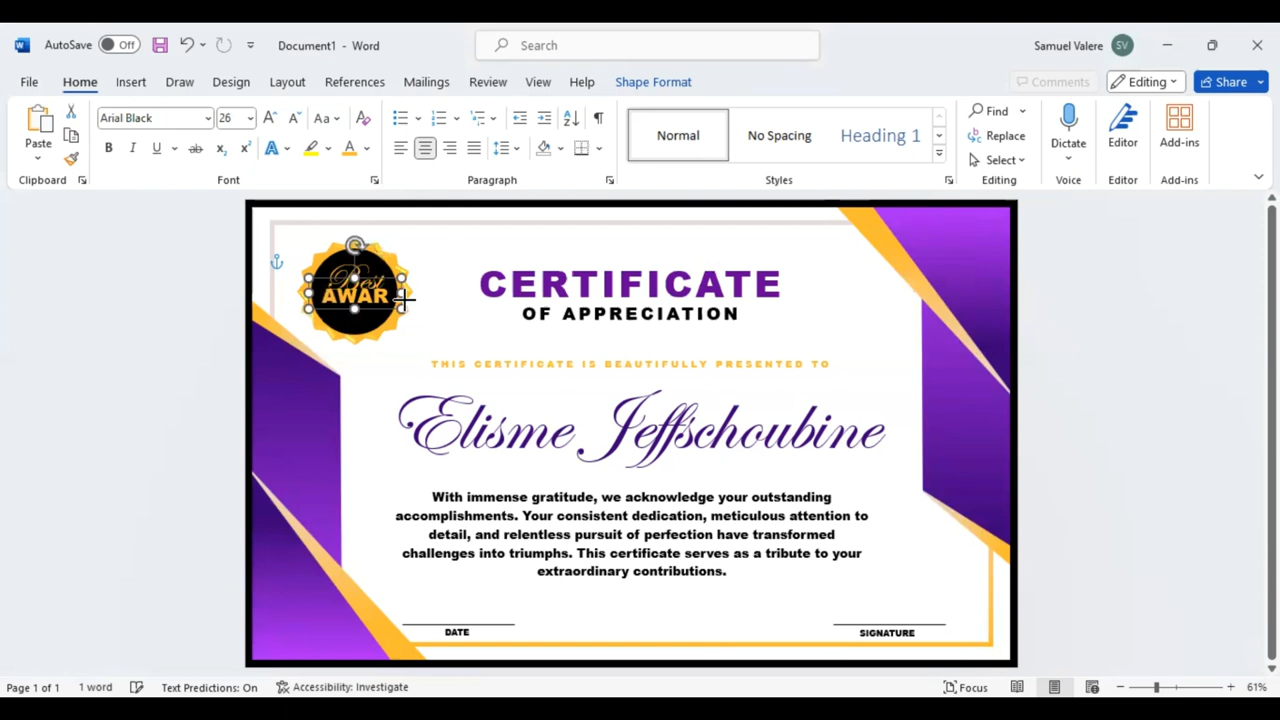 AutoSave Off Document1 - Word Search Samuel Valere SV
File Home Insert Draw Design Layout References Mailings Review View Help Shape Format Comments Editing Share
Paste Arial Black 26 Normal No Spacing Heading 1 Find Replace Select Dictate Editor Add-ins
Clipboard Font Paragraph Styles Editing Voice Editor Add-ins
Best
AWAR
CERTIFICATE
OF APPRECIATION
THIS CERTIFICATE IS BEAUTIFULLY PRESENTED TO
Elisme Jeffschoubine
With immense gratitude, we acknowledge your outstanding
accomplishments. Your consistent dedication, meticulous attention to
detail, and relentless pursuit of perfection have transformed
challenges into triumphs. This certificate serves as a tribute to your
extraordinary contributions.
DATE SIGNATURE
Page 1 of 1 1 word Text Predictions: On Accessibility: Investigate Focus 61%